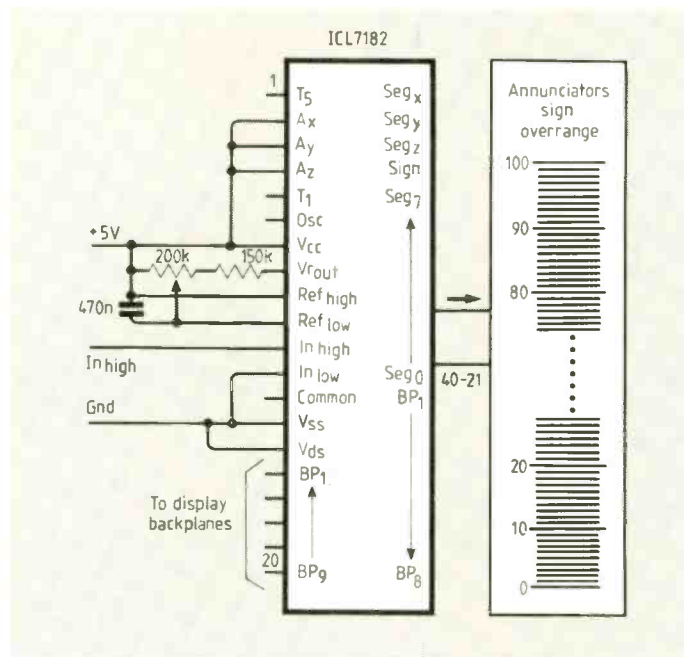 ICL7182
1
T5
Ax
Ay
Az
T1
Osc
Vcc
Vrout
Ref high
Ref low
In high
In low
Common
Vss
Vds
BP1
20
BP9
Segx
Segy
Segz
Sign
Seg7
Seg0
BP1
BP8
+5V
200k
150k
470n
In high
Gnd
To display
backplanes
40-21
Annunciators
sign
overrange
100
90
80
20
10
0